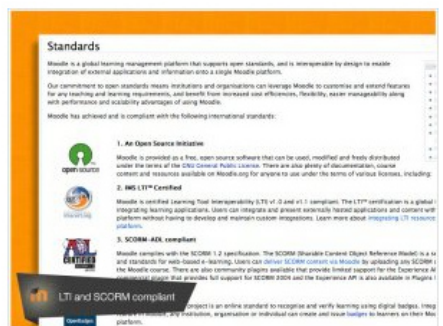 Standards
Moodle is a global learning management platform that supports open standards, and is interoperable by design to enable
integration of external applications and information onto a single Moodle platform.
Our commitment to open standards means institutions and organisations can leverage Moodle to customise and extend features
for any teaching and learning requirements, and benefit from increased cost efficiencies, flexibility, easier manageability along
with performance and scalability advantages of using Moodle.
Moodle has achieved and is compliant with the following international standards:
1. An Open Source Initiative
open source
Moodle is provided as a free, open source software that can be used, modified and freely distributed
under the terms of the GNU General Public License. There are also plenty of documentation, course
content and resources available on Moodle.org for anyone to use under the terms of various licenses, including
2. IMS LTI™ Certified
Moodle is certified Learning Tool Interoperability (LTI) v1.0 and v1.1 compliant. The LTI™ certification is a global
integrating learning applications. Users can integrate and present externally hosted applications and content with
platform without having to develop and maintain custom integrations. Learn more about integrating LTI resource
platform.
3. SCORM-ADL compliant
CERTIFIED
Moodle complies with the SCORM 1.2 specification. The SCORM (Sharable Content Object Reference Model) is a
and standards for web-based e-learning. Users can deliver SCORM content via Moodle by uploading any SCORM
the Moodle course. There are also community plugins available that provide limited support for the Experience
commercial plugin that provides full support for SCORM 2004 and the Experience API is also available in Plugins
LTI and SCORM compliant
project is an online standard to recognise and verify learning using digital badges.
any institution, organisation or individual can create and issue badges to learners on their
OpenBadges
platform.